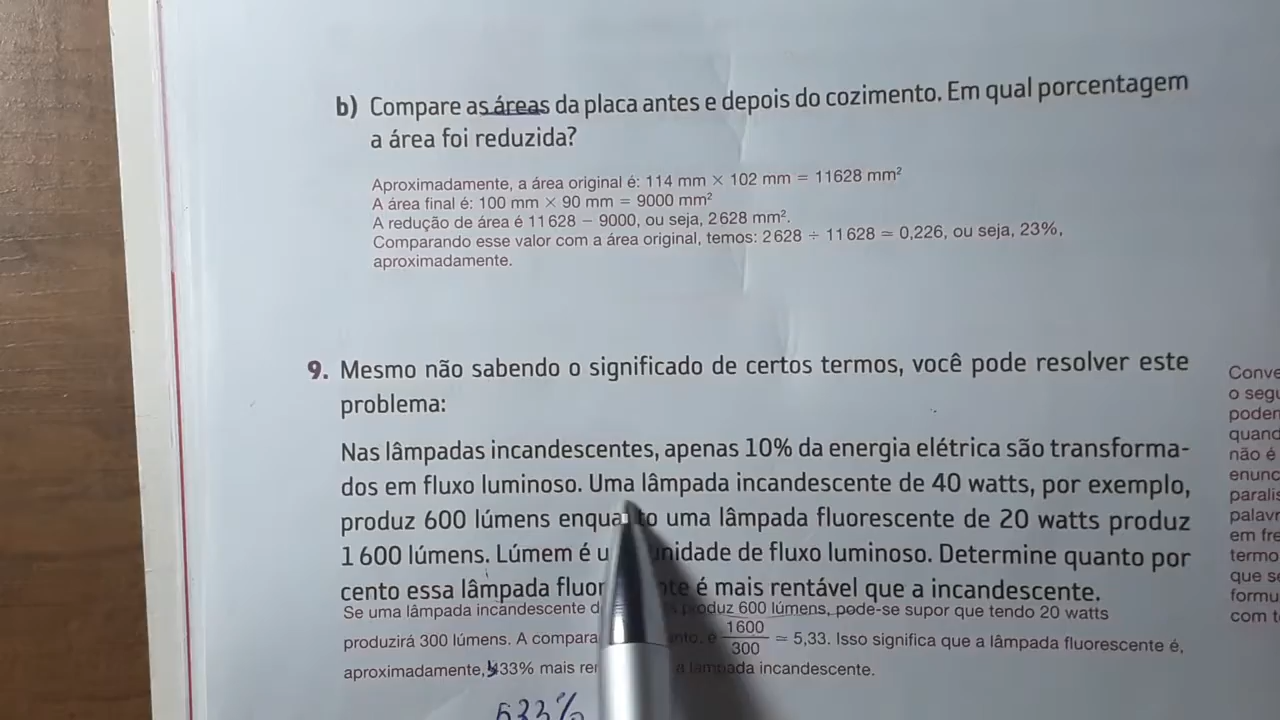 b) Compare as áreas da placa antes e depois do cozimento. Em qual porcentagem
a área foi reduzida?
Aproximadamente, a área original é: 114 mm × 102 mm = 11628 mm²
A área final é: 100 mm × 90 mm = 9000 mm²
A redução de área é 11628 − 9000, ou seja, 2628 mm².
Comparando esse valor com a área original, temos: 2628 ÷ 11628 = 0,226, ou seja, 23%,
aproximadamente.
9. Mesmo não sabendo o significado de certos termos, você pode resolver este
problema:
Nas lâmpadas incandescentes, apenas 10% da energia elétrica são transforma-
dos em fluxo luminoso. Uma lâmpada incandescente de 40 watts, por exemplo,
produz 600 lúmens enquanto uma lâmpada fluorescente de 20 watts produz
1 600 lúmens. Lúmem é unidade de fluxo luminoso. Determine quanto por
cento essa lâmpada é mais rentável que a incandescente.
Se uma lâmpada incandescente produz 600 lúmens, pode-se supor que tendo 20 watts
produzirá 300 lúmens. A 1600/300 = 5,33. Isso significa que a lâmpada fluorescente é,
aproximadamente, 33% mais a lâmpada incandescente.
533%
Conve
o segu
poder
quand
não é
enunc
paralis
palavr
em fre
termo
que se
formu
com t